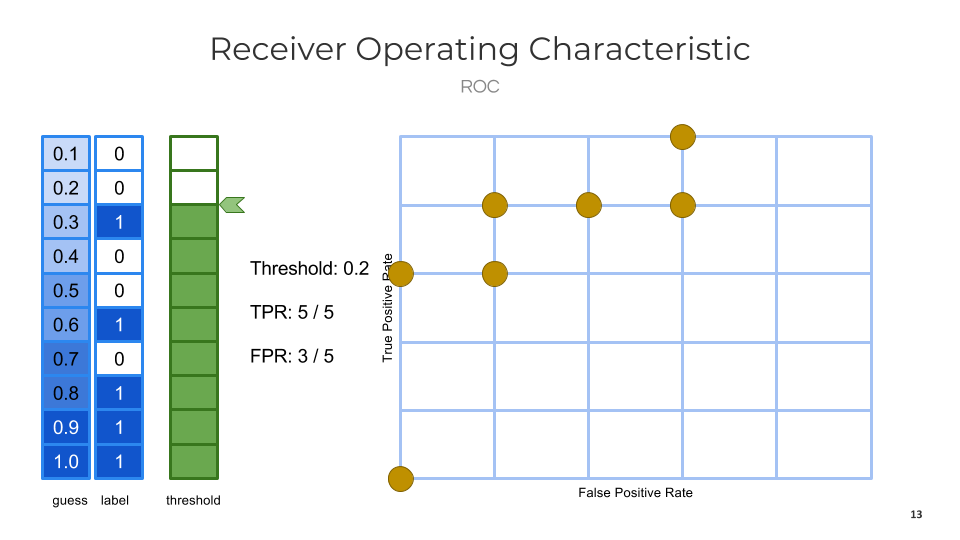 Receiver Operating Characteristic
ROC
0.1 0
0.2 0
0.3 1
0.4 0
0.5 0
0.6 1
0.7 0
0.8 1
0.9 1
1.0 1
guess label threshold
Threshold: 0.2
TPR: 5 / 5
FPR: 3 / 5
True Positive Rate
False Positive Rate
13